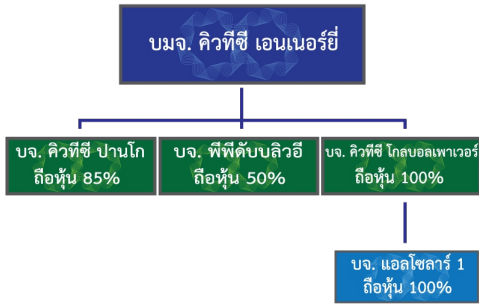 บมจ. คิวทีซี เอนเนอร์ยี่
บจ. คิวทีซี ปานโก
ถือหุ้น 85%
บจ. พีพีดับบลิวอี
ถือหุ้น 50%
บจ. คิวทีซี โกลบอลเพาเวอร์
ถือหุ้น 100%
บจ. แอลโซลาร์ 1
ถือหุ้น 100%